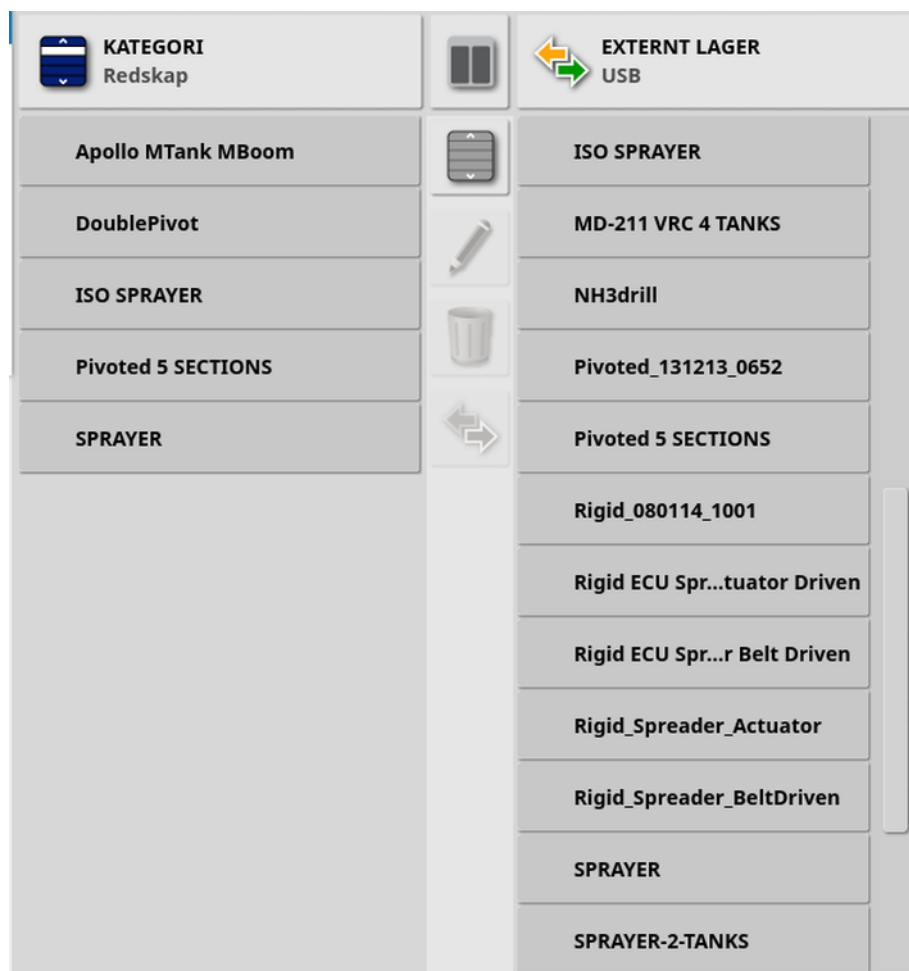 KATEGORI
Redskap
EXTERNT LAGER
USB
Apollo MTank MBoom
DoublePivot
ISO SPRAYER
Pivoted 5 SECTIONS
SPRAYER
ISO SPRAYER
MD-211 VRC 4 TANKS
NH3drill
Pivoted_131213_0652
Pivoted 5 SECTIONS
Rigid_080114_1001
Rigid ECU Spr...tuator Driven
Rigid ECU Spr...r Belt Driven
Rigid_Spreader_Actuator
Rigid_Spreader_BeltDriven
SPRAYER
SPRAYER-2-TANKS